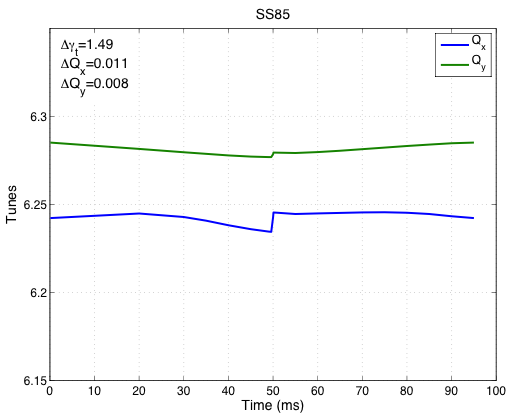 SS85
Δγt=1.49
ΔQx=0.011
ΔQy=0.008
Qx
Qy
6.3
6.25
6.2
6.15
Tunes
0 10 20 30 40 50 60 70 80 90 100
Time (ms)